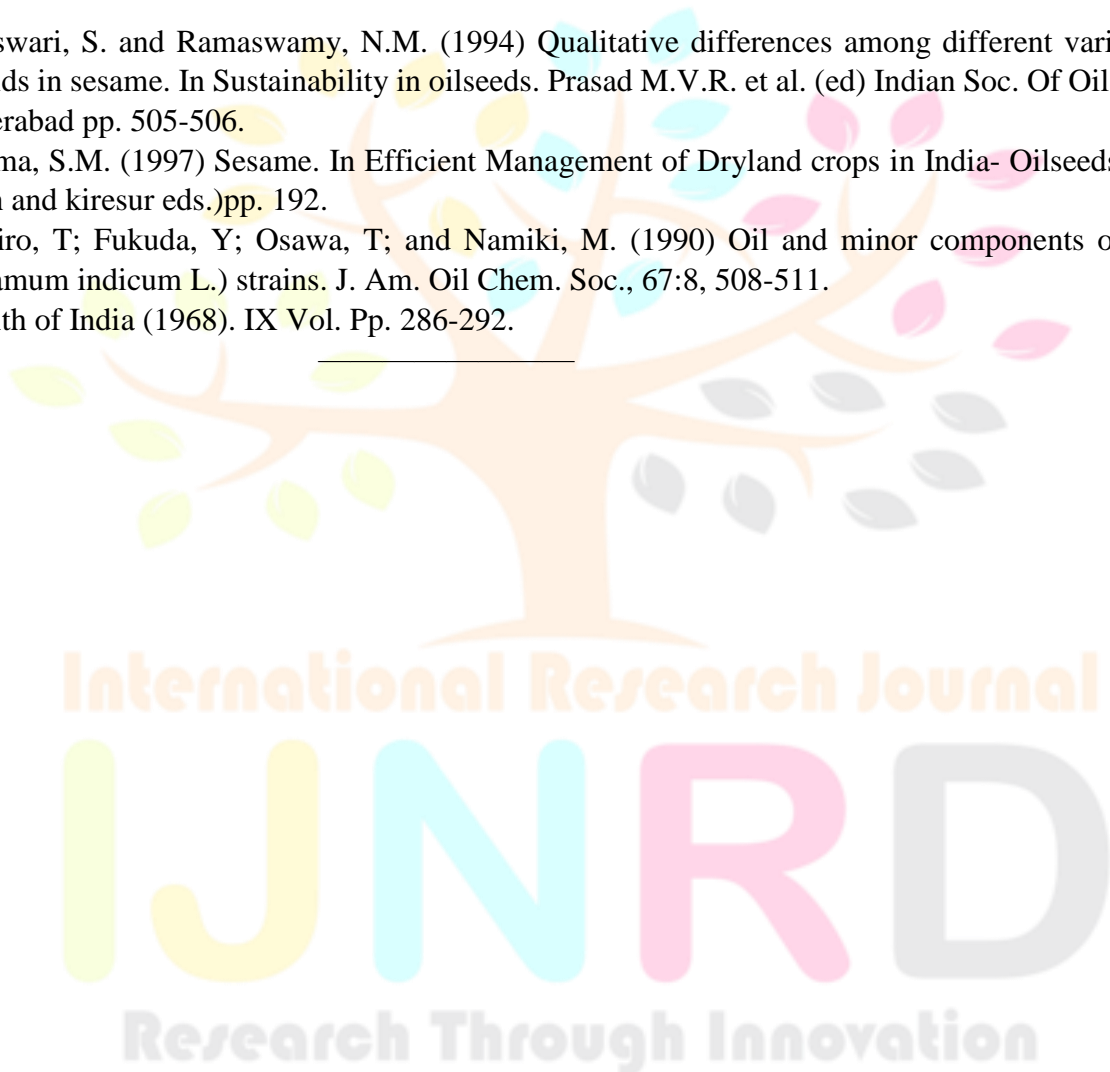 swari, S. and Ramaswamy, N.M. (1994) Qualitative differences among different vari
ds in sesame. In Sustainability in oilseeds. Prasad M.V.R. et al. (ed) Indian Soc. Of Oil
erabad pp. 505-506.
ma, S.M. (1997) Sesame. In Efficient Management of Dryland crops in India- Oilseeds
and kiresur eds.)pp. 192.
iro, T; Fukuda, Y; Osawa, T; and Namiki, M. (1990) Oil and minor components o
amum indicum L.) strains. J. Am. Oil Chem. Soc., 67:8, 508-511.
lth of India (1968). IX Vol. Pp. 286-292.
International Research Journal
IJNRD
Research Through Innovation